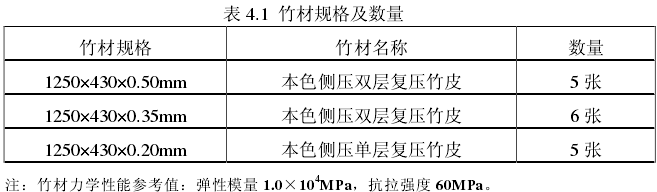 表 4.1 竹材规格及数量
竹材规格 竹材名称 数量
1250×430×0.50mm 本色侧压双层复压竹皮 5 张
1250×430×0.35mm 本色侧压双层复压竹皮 6 张
1250×430×0.20mm 本色侧压单层复压竹皮 5 张
注：竹材力学性能参考值：弹性模量 1.0×10⁴MPa，抗拉强度 60MPa。